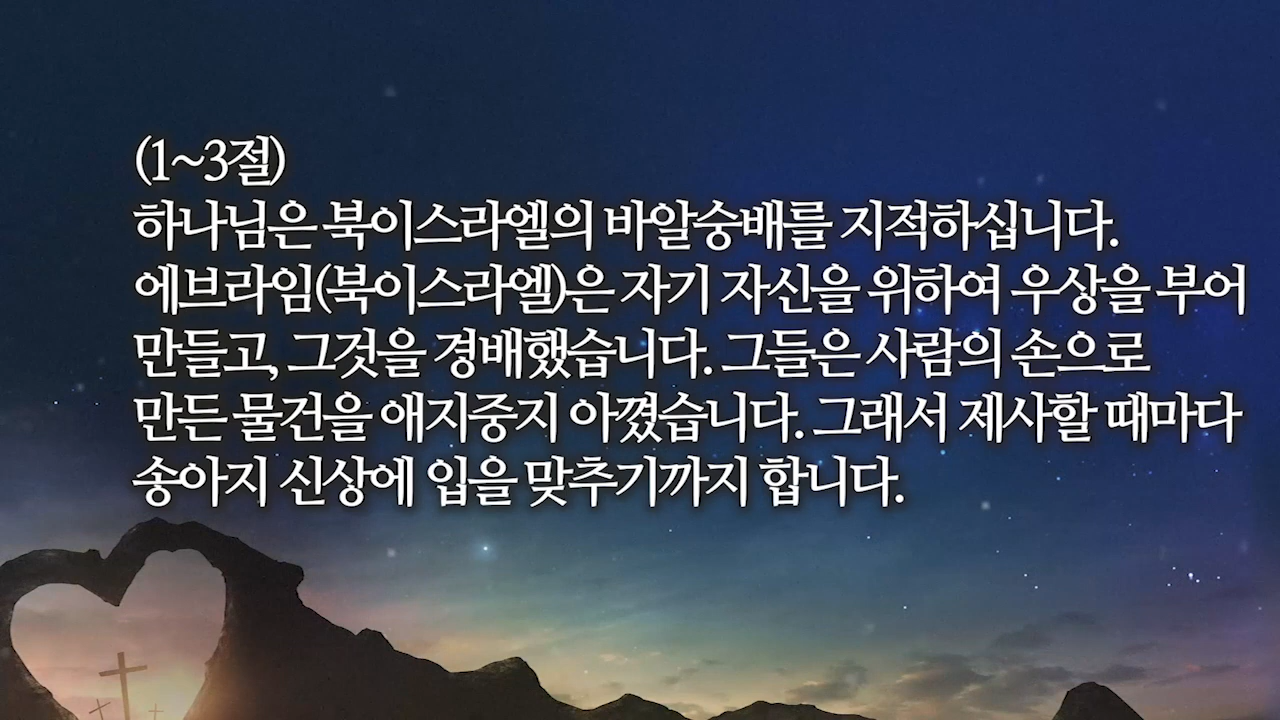 (1~3절)
하나님은 북이스라엘의 바알숭배를 지적하십니다.
에브라임(북이스라엘)은 자기 자신을 위하여 우상을 부어
만들고, 그것을 경배했습니다. 그들은 사람의 손으로
만든 물건을 애지중지 아꼈습니다. 그래서 제사할 때마다
송아지 신상에 입을 맞추기까지 합니다.